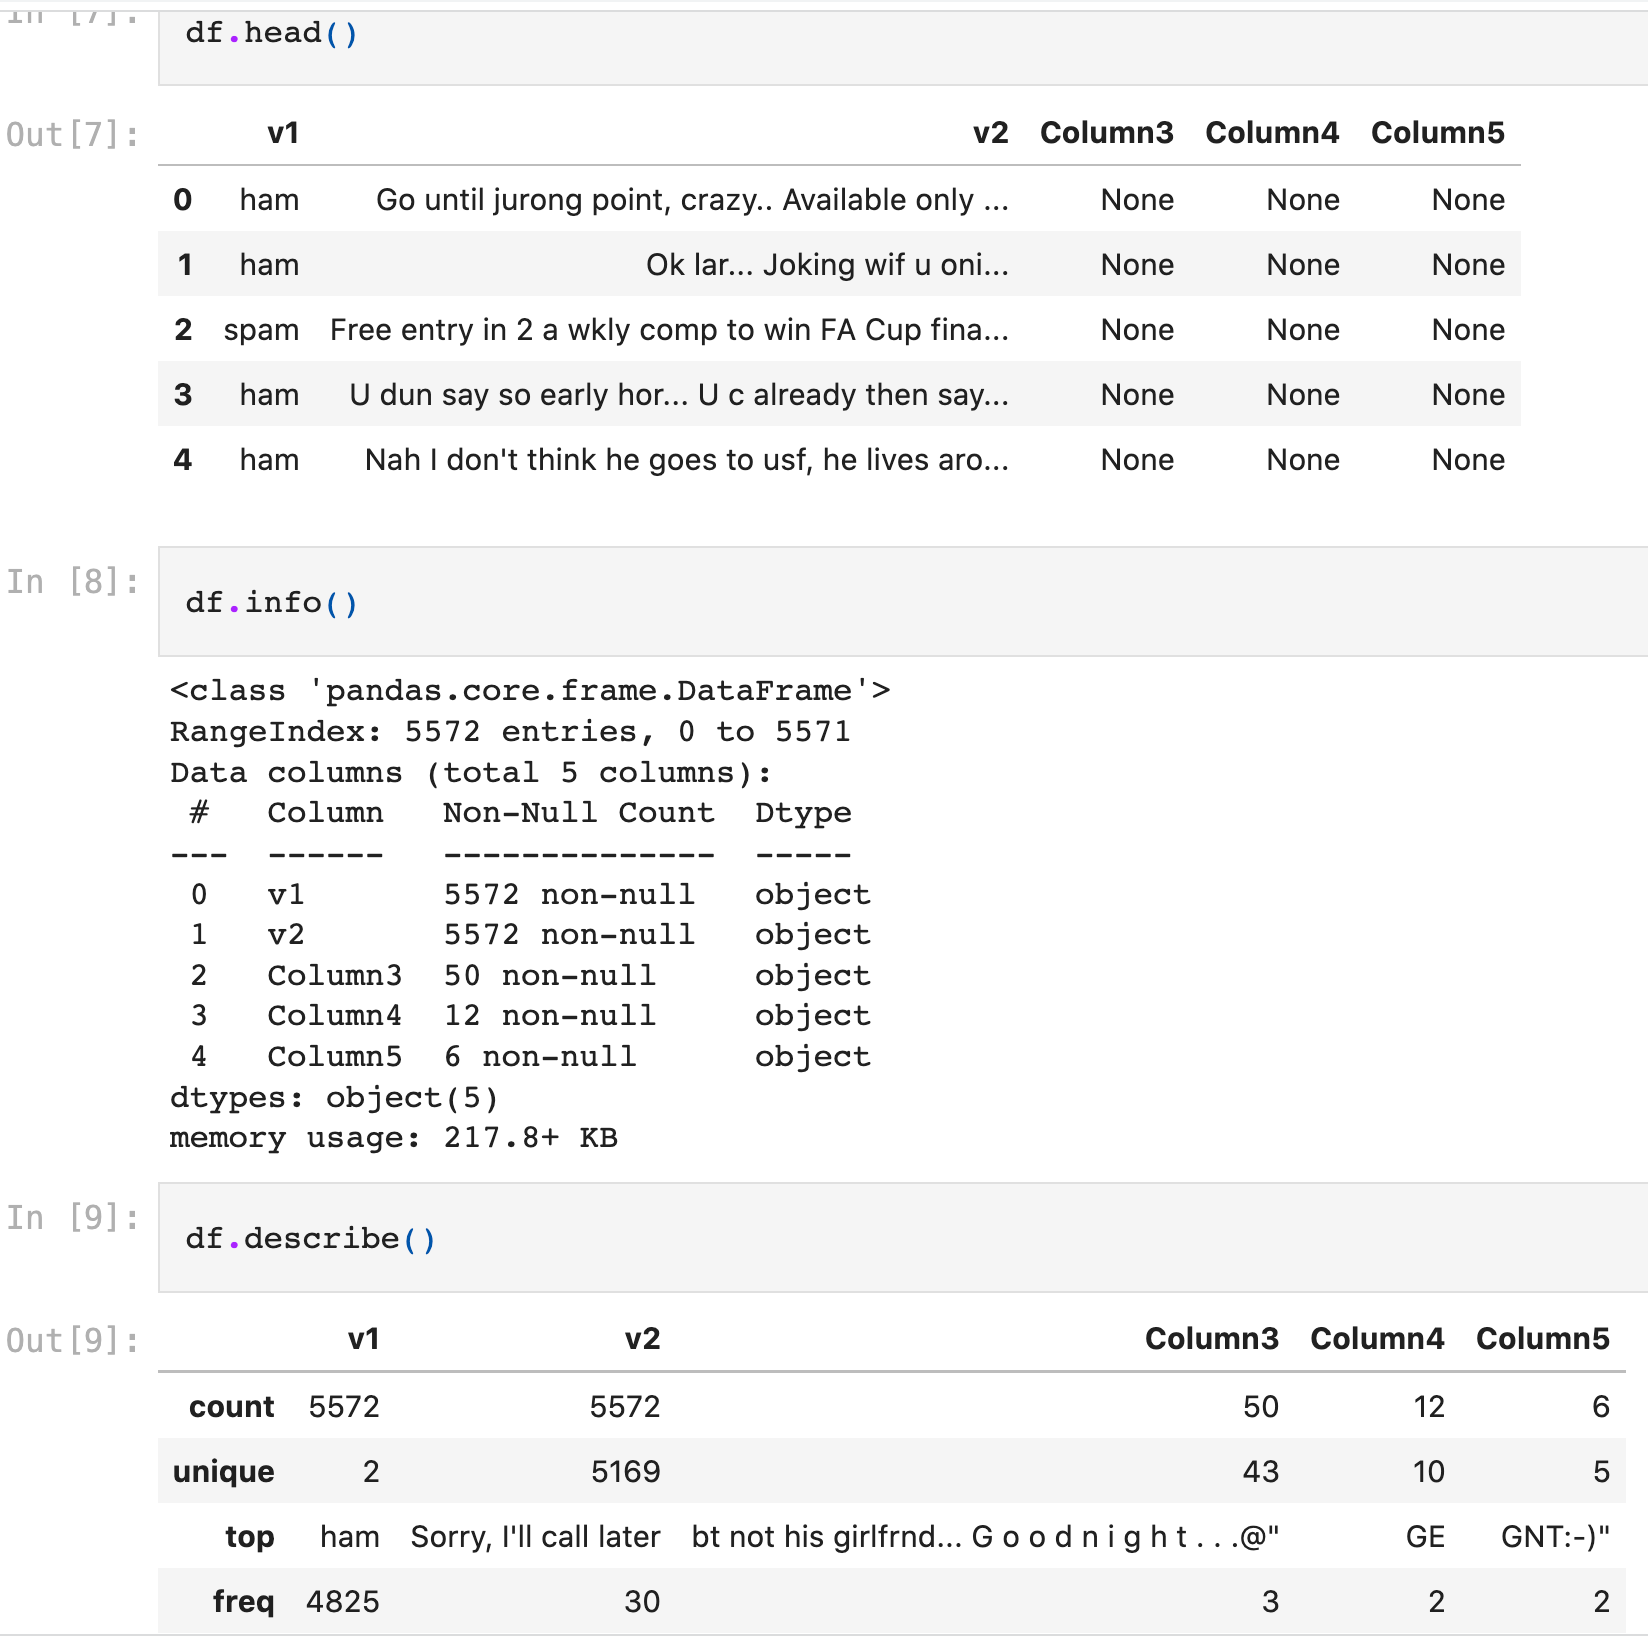 In [7]:
df.head()
Out[7]:
v1 v2 Column3 Column4 Column5
0 ham Go until jurong point, crazy.. Available only ... None None None
1 ham Ok lar... Joking wif u oni... None None None
2 spam Free entry in 2 a wkly comp to win FA Cup fina... None None None
3 ham U dun say so early hor... U c already then say... None None None
4 ham Nah I don't think he goes to usf, he lives aro... None None None
In [8]:
df.info()
<class 'pandas.core.frame.DataFrame'>
RangeIndex: 5572 entries, 0 to 5571
Data columns (total 5 columns):
# Column Non-Null Count Dtype
--- ------ -------------- -----
0 v1 5572 non-null object
1 v2 5572 non-null object
2 Column3 50 non-null object
3 Column4 12 non-null object
4 Column5 6 non-null object
dtypes: object(5)
memory usage: 217.8+ KB
In [9]:
df.describe()
Out[9]:
v1 v2 Column3 Column4 Column5
count 5572 5572 50 12 6
unique 2 5169 43 10 5
top ham Sorry, I'll call later bt not his girlfrnd... G o o d n i g h t . . .@" GE GNT:-)"
freq 4825 30 3 2 2